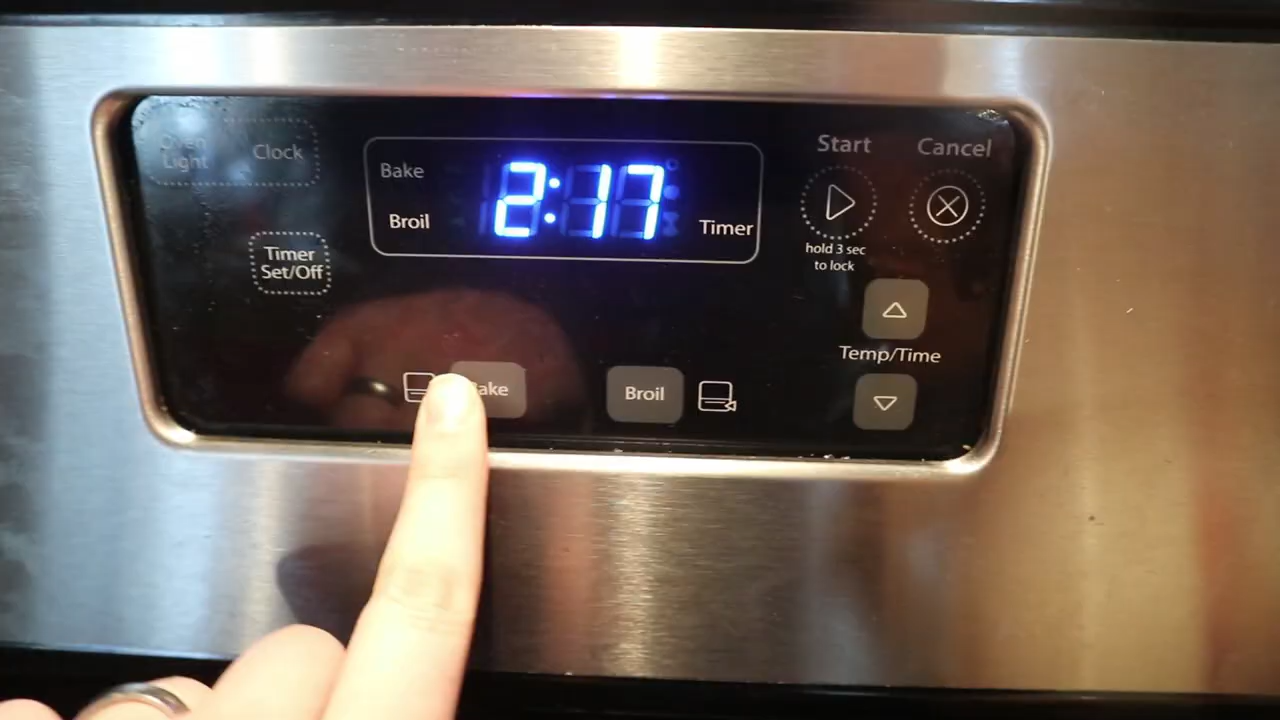 Oven
Light
Clock
Timer
Set/Off
Bake
Broil
2:17
Timer
Start
Cancel
hold 3 sec
to lock
Temp/Time
Bake
Broil